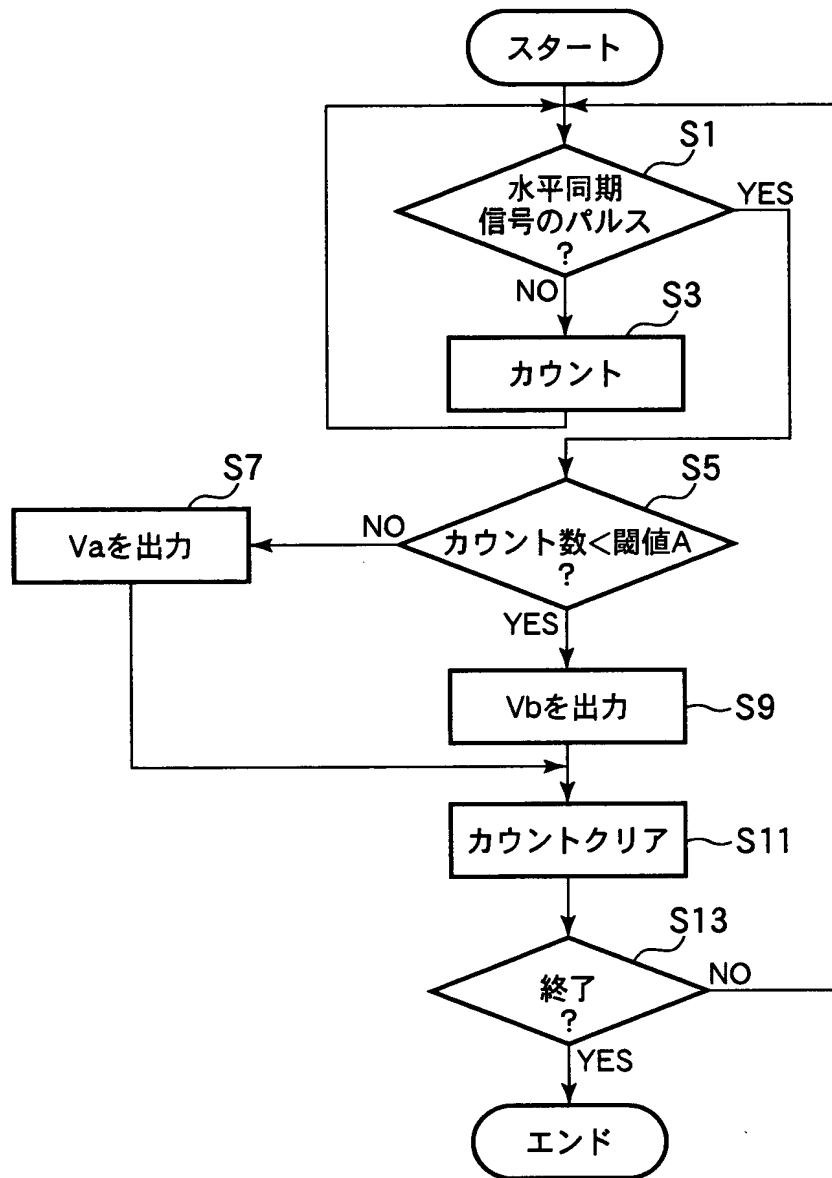 スタート
S1
水平同期
信号のパルス
?
YES
NO
S3
カウント
S7
S5
Vaを出力
NO
カウント数<閾値A
?
YES
Vbを出力
S9
カウントクリア
S11
S13
終了
?
NO
YES
エンド